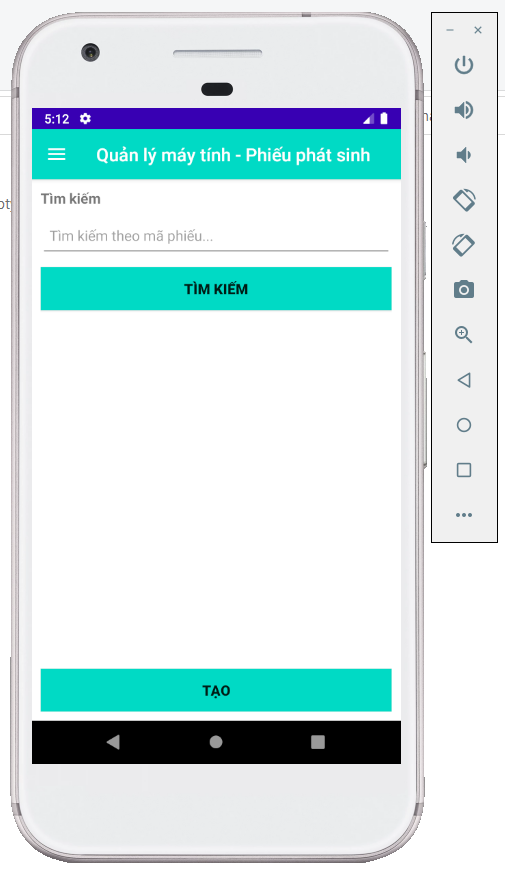 5:12
Quản lý máy tính - Phiếu phát sinh
Tìm kiếm
Tìm kiếm theo mã phiếu...
TÌM KIẾM
TẠO